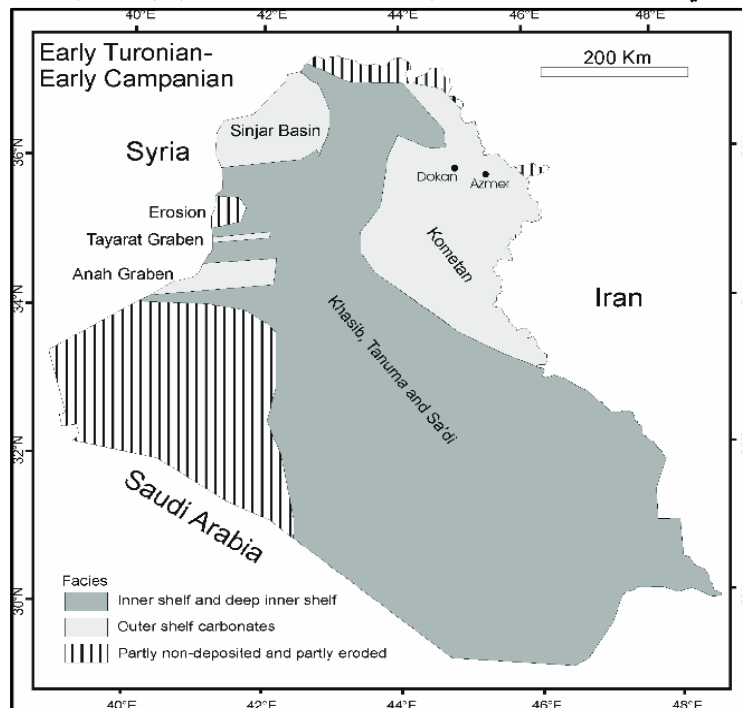 40°E 42°E 44°E 46°E 48°E
Early Turonian-
Early Campanian
200 Km
Sinjar Basin
Syria
36°N
Dokan
Azmer
Erosion
Tayarat Graben
Kometan
Anah Graben
34°N
Iran
Khasib, Tanuma and Sa'di
32°N
Saudi Arabia
Facies
Inner shelf and deep inner shelf
30°N
Outer shelf carbonates
Partly non-deposited and partly eroded
40°E 42°E 44°E 46°E 48°E